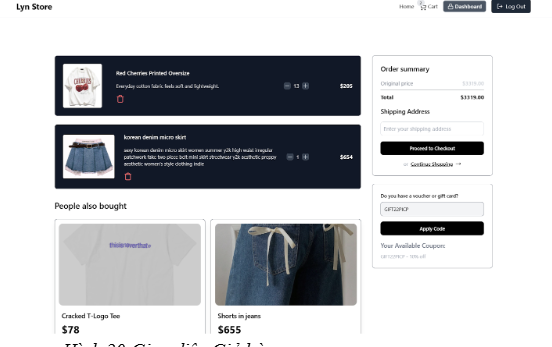 Lyn Store
Home
Cart
Dashboard
Log Out
Red Cherries Printed Oversize
Everyday cotton fabric feels soft and lightweight.
13
$205
korean denim micro skirt
sexy korean denim micro skirt women summer y2k high waist irregular
patchwork fake two piece belt mini skirt streetwear y2k aesthetic preppy
aesthetic women's style clothing indie
1
$654
People also bought
Cracked T-Logo Tee
$78
Shorts in jeans
$655
Order summary
Original price
$3319.00
Total
$3319.00
Shipping Address
Enter your shipping address
Proceed to Checkout
or Continue Shopping
Do you have a voucher or gift card?
Apply Code
Your Available Coupon: